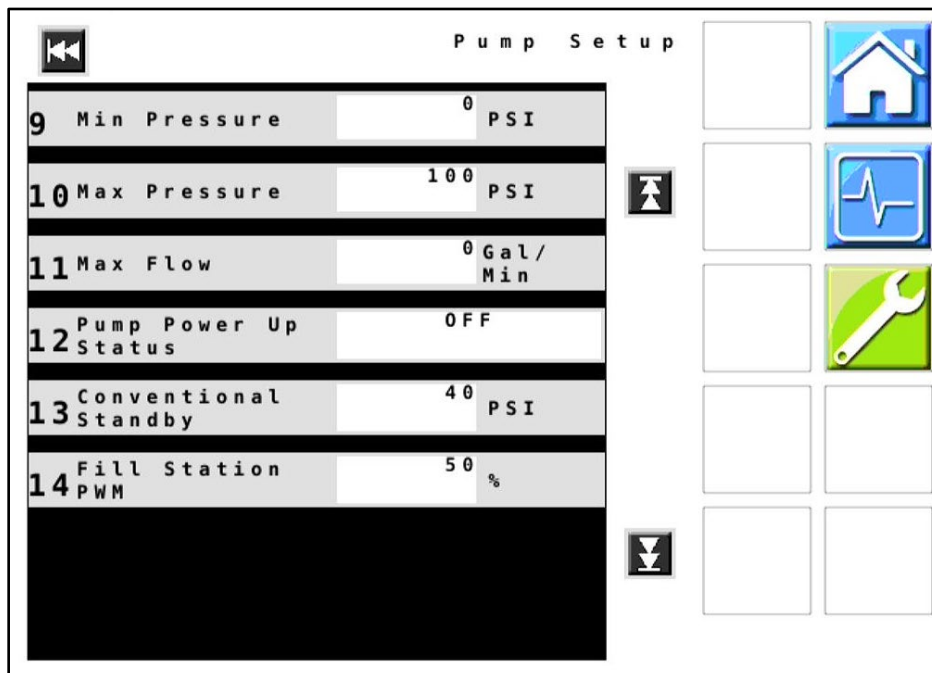 Pump Setup
9 Min Pressure 0 PSI
10 Max Pressure 100 PSI
11 Max Flow 0 Gal/
Min
12 Pump Power Up
Status OFF
13 Conventional
Standby 40 PSI
14 Fill Station
PWM 50 %